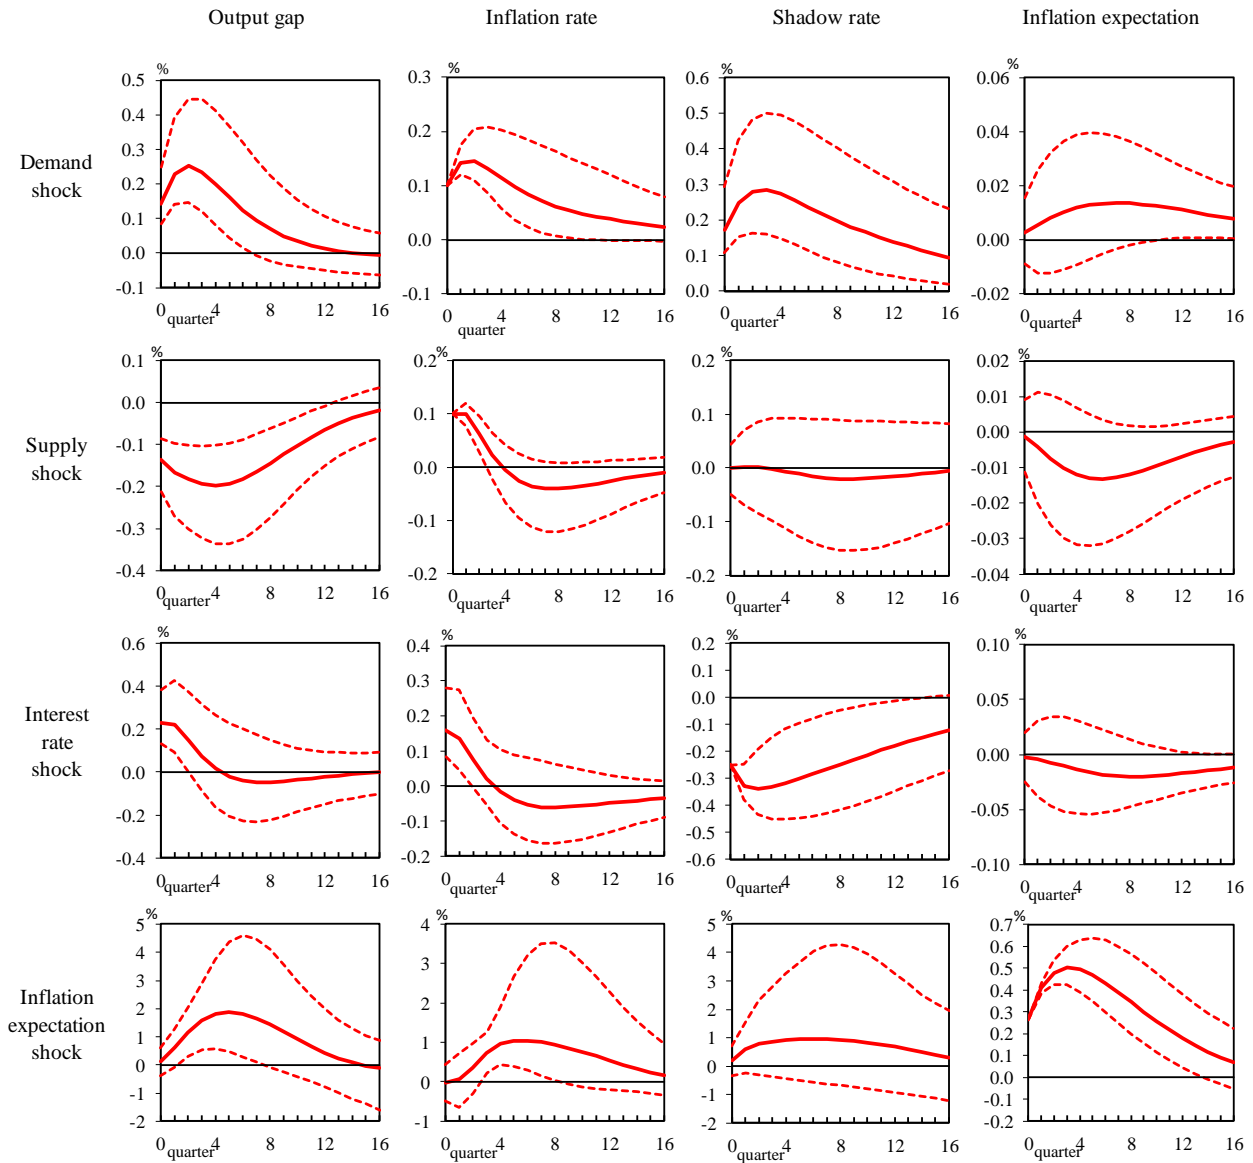 Output gap Inflation rate Shadow rate Inflation expectation
Demand
shock
%
0.5
0.4
0.3
0.2
0.1
0.0
-0.1
0 4 8 12 16
quarter
%
0.3
0.2
0.1
0.0
-0.1
0 4 8 12 16
quarter
%
0.6
0.5
0.4
0.3
0.2
0.1
0.0
0 4 8 12 16
quarter
%
0.06
0.04
0.02
0.00
-0.02
0 4 8 12 16
quarter
Supply
shock
%
0.1
0.0
-0.1
-0.2
-0.3
-0.4
0 4 8 12 16
quarter
%
0.2
0.1
0.0
-0.1
-0.2
0 4 8 12 16
quarter
%
0.2
0.1
0.0
-0.1
-0.2
0 4 8 12 16
quarter
%
0.02
0.01
0.00
-0.01
-0.02
-0.03
-0.04
0 4 8 12 16
quarter
Interest
rate
shock
%
0.6
0.4
0.2
0.0
-0.2
-0.4
0 4 8 12 16
quarter
%
0.4
0.3
0.2
0.1
0.0
-0.1
-0.2
0 4 8 12 16
quarter
%
0.2
0.1
0.0
-0.1
-0.2
-0.3
-0.4
-0.5
-0.6
0 4 8 12 16
quarter
%
0.10
0.05
0.00
-0.05
-0.10
0 4 8 12 16
quarter
Inflation
expectation
shock
%
5
4
3
2
1
0
-1
-2
0 4 8 12 16
quarter
%
4
3
2
1
0
-1
0 4 8 12 16
quarter
%
5
4
3
2
1
0
-1
-2
0 4 8 12 16
quarter
%
0.7
0.6
0.5
0.4
0.3
0.2
0.1
0.0
-0.1
-0.2
0 4 8 12 16
quarter